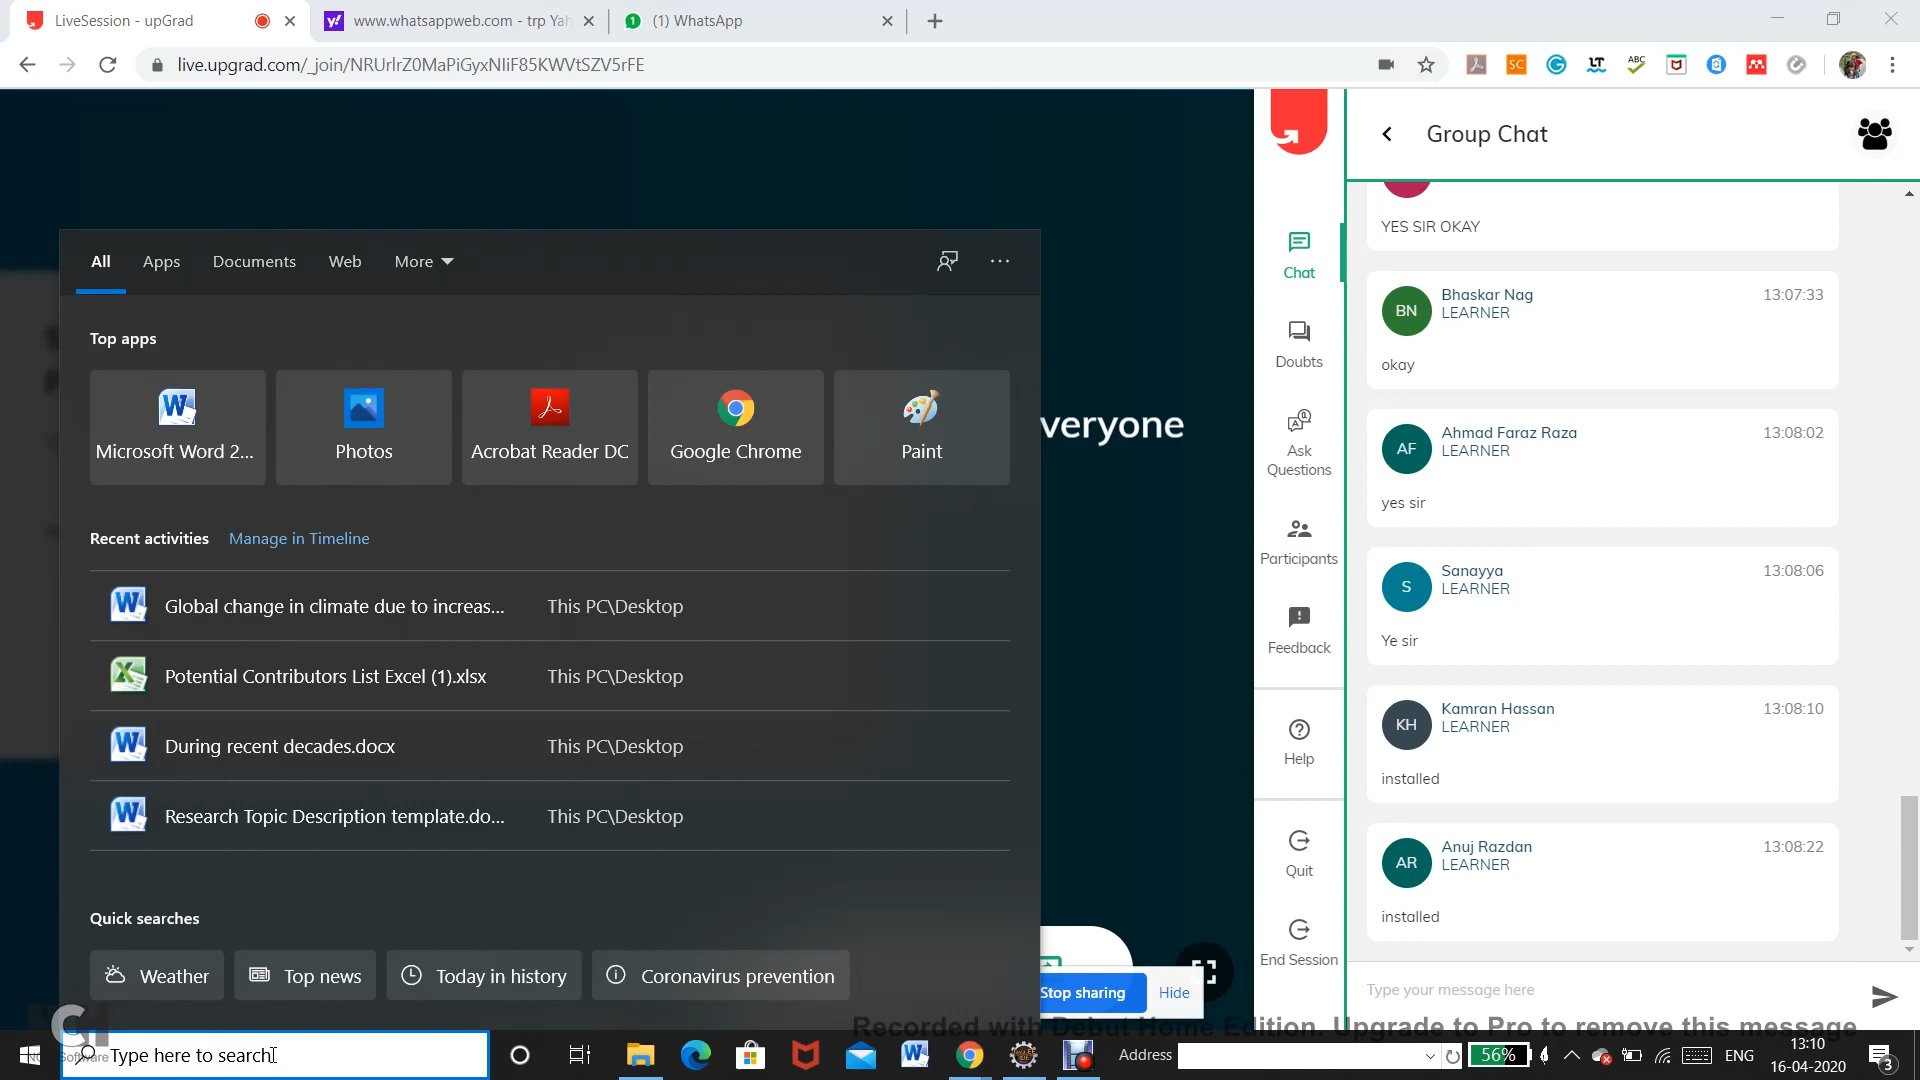 LiveSession - upGrad
www.whatsappweb.com - trp Yah
(1) WhatsApp
live.upgrad.com/_join/NRUrlrZ0MaPiGyxNIiF85KWVtSZV5rFE
All
Apps
Documents
Web
More
Top apps
Microsoft Word 2...
Photos
Acrobat Reader DC
Google Chrome
Paint
Recent activities
Manage in Timeline
Global change in climate due to increas...
This PC\Desktop
Potential Contributors List Excel (1).xlsx
This PC\Desktop
During recent decades.docx
This PC\Desktop
Research Topic Description template.do...
This PC\Desktop
Quick searches
Weather
Top news
Today in history
Coronavirus prevention
veryone
Stop sharing
Hide
Chat
Doubts
Ask
Questions
Participants
Feedback
Help
Quit
End Session
Group Chat
YES SIR OKAY
BN
Bhaskar Nag
13:07:33
LEARNER
okay
AF
Ahmad Faraz Raza
13:08:02
LEARNER
yes sir
S
Sanayya
13:08:06
LEARNER
Ye sir
KH
Kamran Hassan
13:08:10
LEARNER
installed
AR
Anuj Razdan
13:08:22
LEARNER
installed
Type your message here
Recorded with Debut Home Edition. Upgrade to Pro to remove this message
Software
Type here to search
Address
56%
ENG
13:10
16-04-2020
3